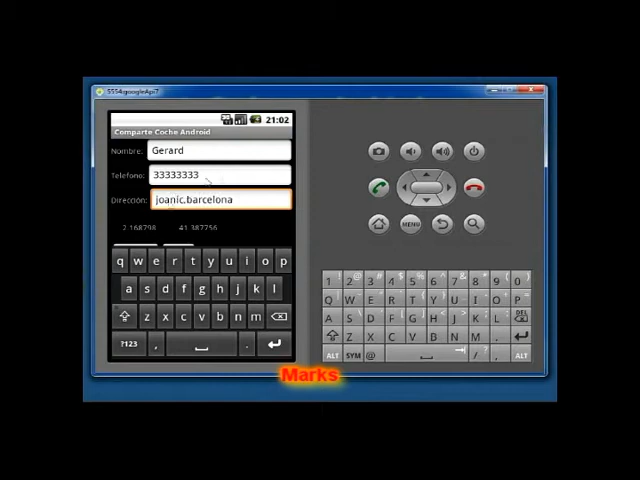 5554:googleApi7
21:02
Comparte Coche Android
Nombre: Gerard
Telefono: 33333333
Dirección: joanic.barcelona
2.168798 41.387756
q w e r t y u i o p
a s d f g h j k l
z x c v b n m
?123 , .
MENU
1 2 3 4 5 6 7 8 9 0
Q W E R T Y U I O P
A S D F G H J K L DEL
Z X C V B N M .
ALT SYM @ / ? , ALT
Marks